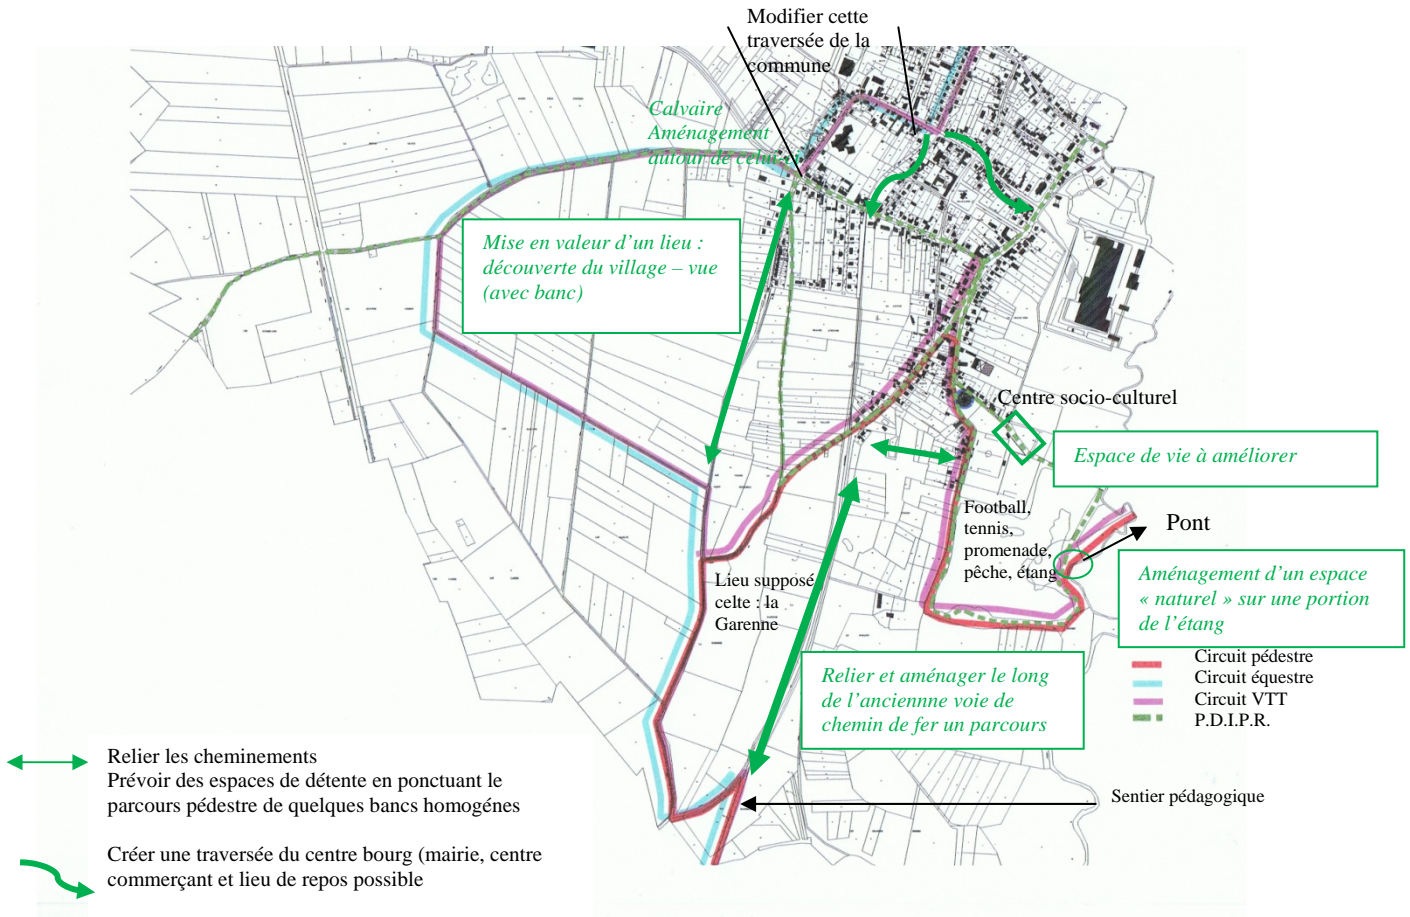 Modifier cette
traversée de la
commune
Calvaire
Aménagement
autour de celui-ci
Mise en valeur d’un lieu :
découverte du village – vue
(avec banc)
Centre socio-culturel
Espace de vie à améliorer
Football,
tennis,
promenade,
pêche, étang
Pont
Aménagement d’un espace
« naturel » sur une portion
de l’étang
Lieu supposé
celte : la
Garenne
Relier et aménager le long
de l’anciennne voie de
chemin de fer un parcours
Circuit pédestre
Circuit équestre
Circuit VTT
P.D.I.P.R.
Sentier pédagogique
Relier les cheminements
Prévoir des espaces de détente en ponctuant le
parcours pédestre de quelques bancs homogénes
Créer une traversée du centre bourg (mairie, centre
commerçant et lieu de repos possible